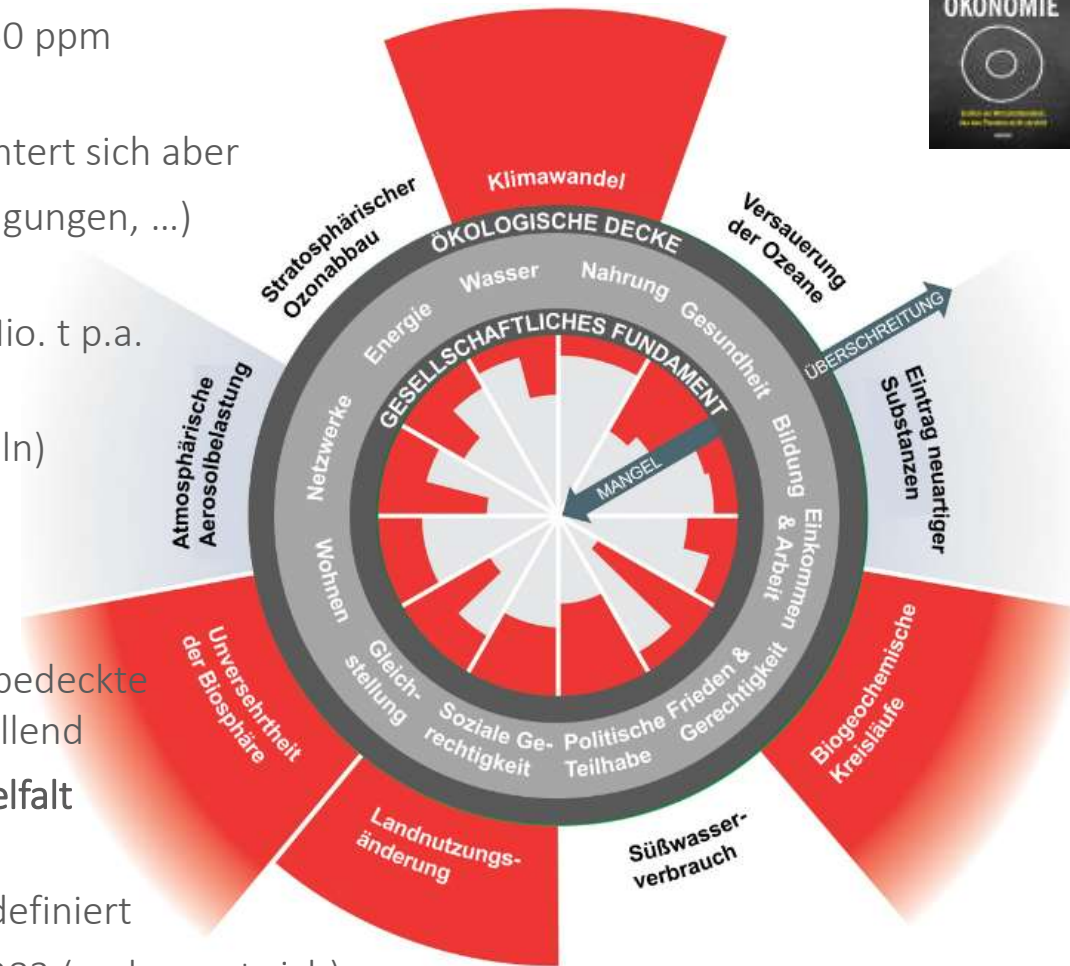 0 ppm
ntert sich aber
gungen, …)
Mio. t p.a.
ln)
bedeckte
llend
elfalt
definiert
ÖKONOMIE
Klimawandel
Stratosphärischer
Ozonabbau
Versauerung
der Ozeane
ÖKOLOGISCHE DECKE
Energie
Wasser
Nahrung
Gesundheit
Bildung
Einkommen
& Arbeit
Frieden &
Gerechtigkeit
Politische
Teilhabe
Soziale Ge-
rechtigkeit
Gleich-
stellung
Wohnen
Netzwerke
GESELLSCHAFTLICHES FUNDAMENT
MANGEL
ÜBERSCHREITUNG
Eintrag neuartiger
Substanzen
Biogeochemische
Kreisläufe
Süßwasser-
verbrauch
Landnutzungs-
änderung
Unversehrtheit
der Biosphäre
Atmosphärische
Aerosolbelastung